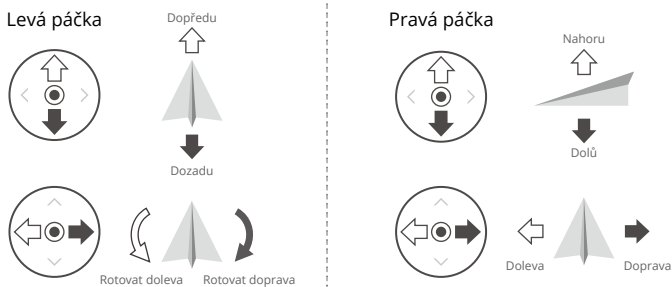 Levá páčka
Dopředu
Dozadu
Rotovat doleva
Rotovat doprava
Pravá páčka
Nahoru
Dolů
Doleva
Doprava